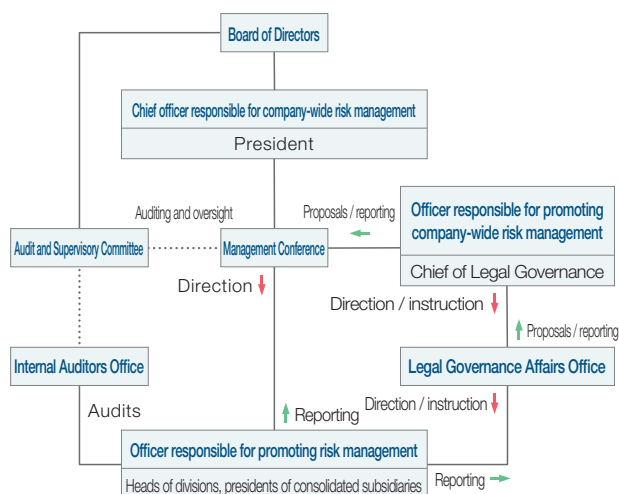 Board of Directors
Chief officer responsible for company-wide risk management
President
Auditing and oversight
Proposals / reporting
Officer responsible for promoting
company-wide risk management
Audit and Supervisory Committee
Management Conference
Chief of Legal Governance
Direction
Direction / instruction
Proposals / reporting
Internal Auditors Office
Legal Governance Affairs Office
Audits
Reporting
Direction / instruction
Officer responsible for promoting risk management
Heads of divisions, presidents of consolidated subsidiaries
Reporting